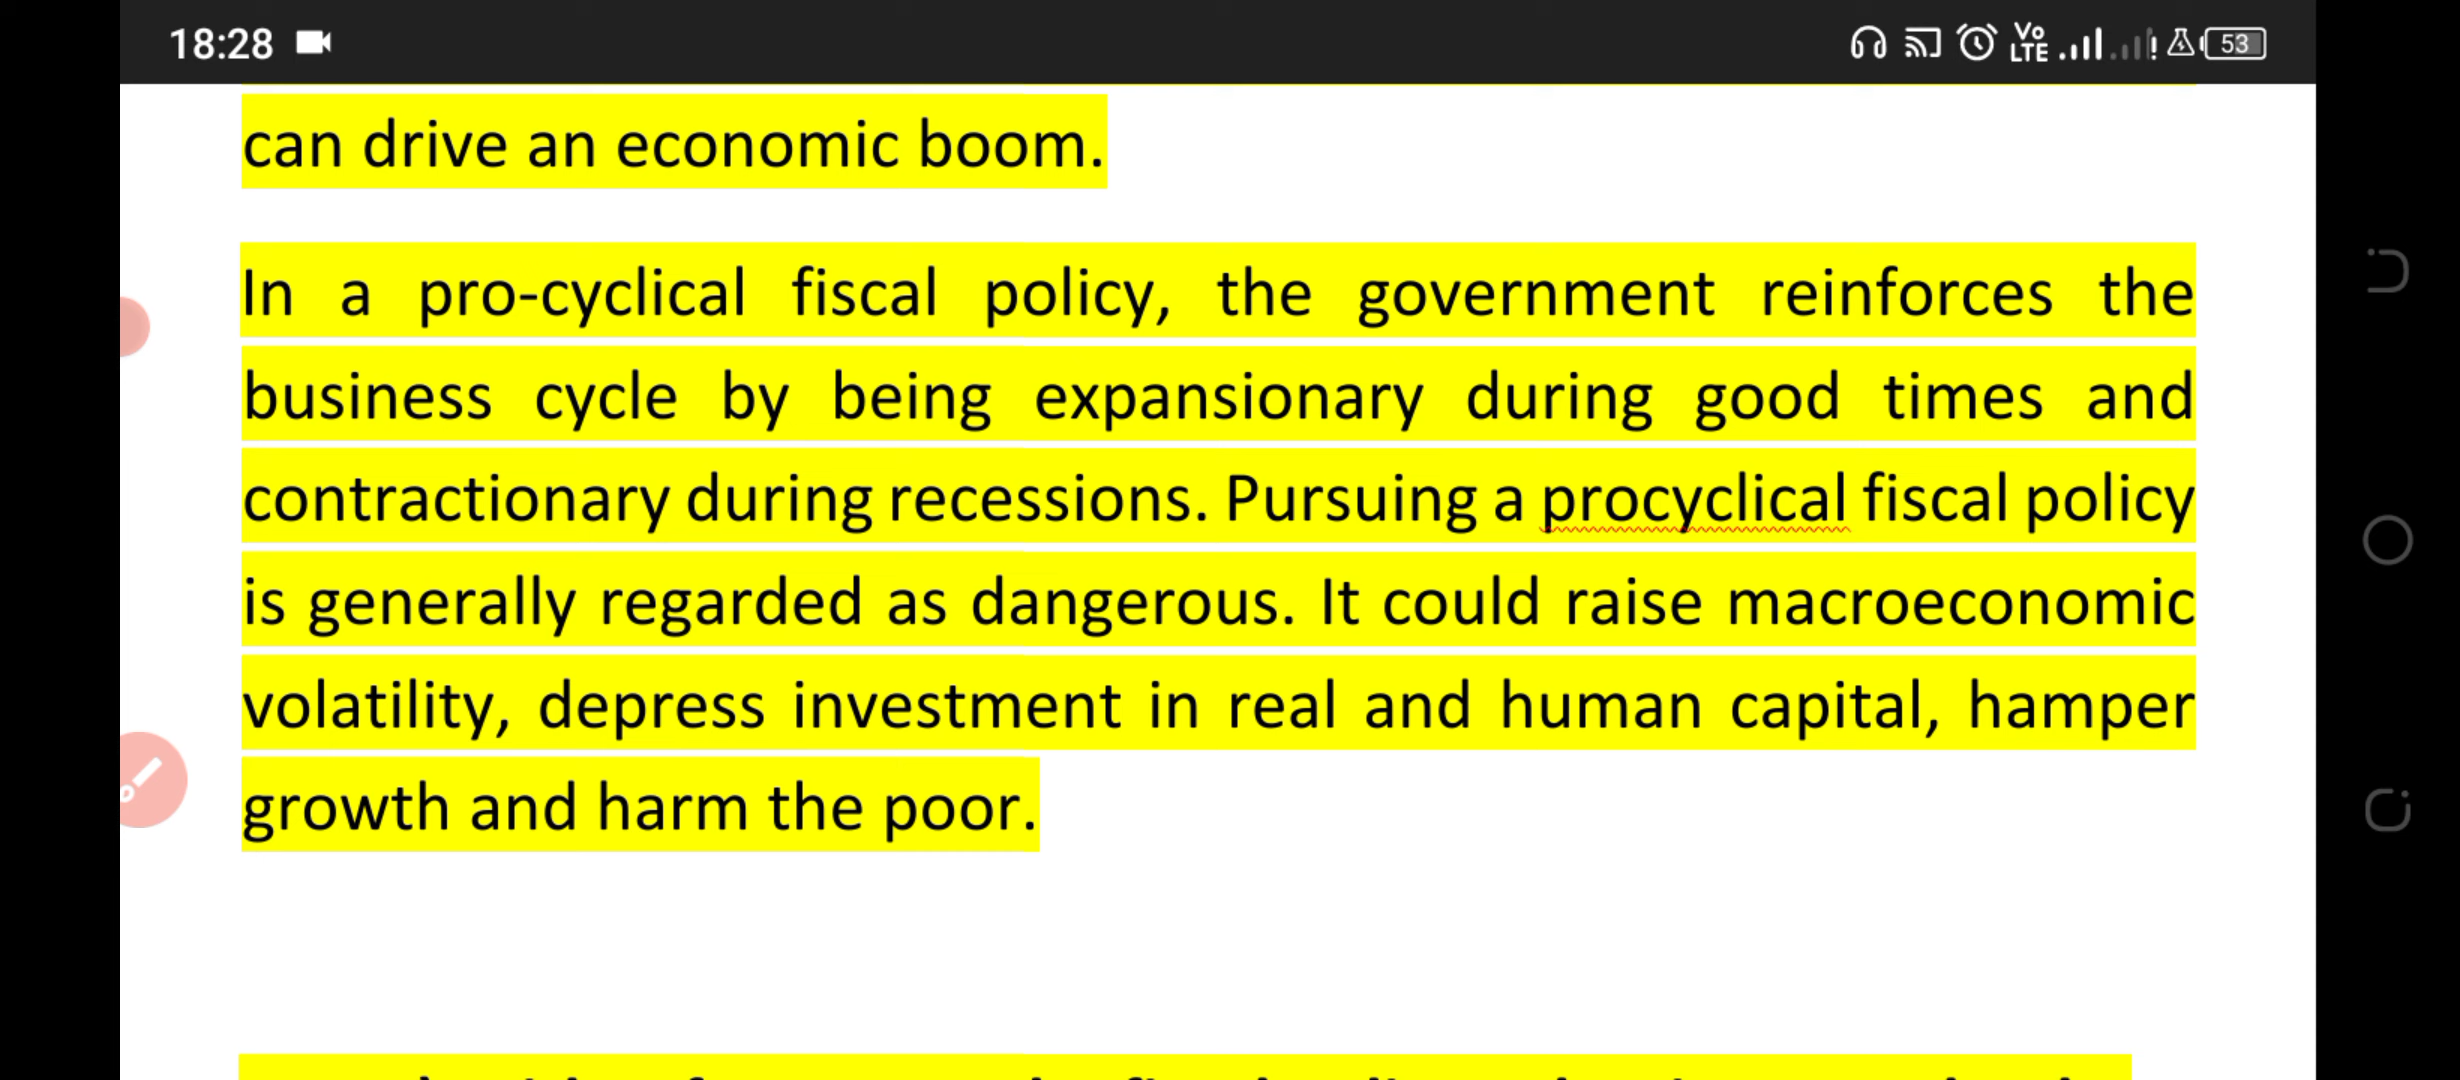 18:28
Vo
LTE
53
can drive an economic boom.
In a pro-cyclical fiscal policy, the government reinforces the
business cycle by being expansionary during good times and
contractionary during recessions. Pursuing a procyclical fiscal policy
is generally regarded as dangerous. It could raise macroeconomic
volatility, depress investment in real and human capital, hamper
growth and harm the poor.